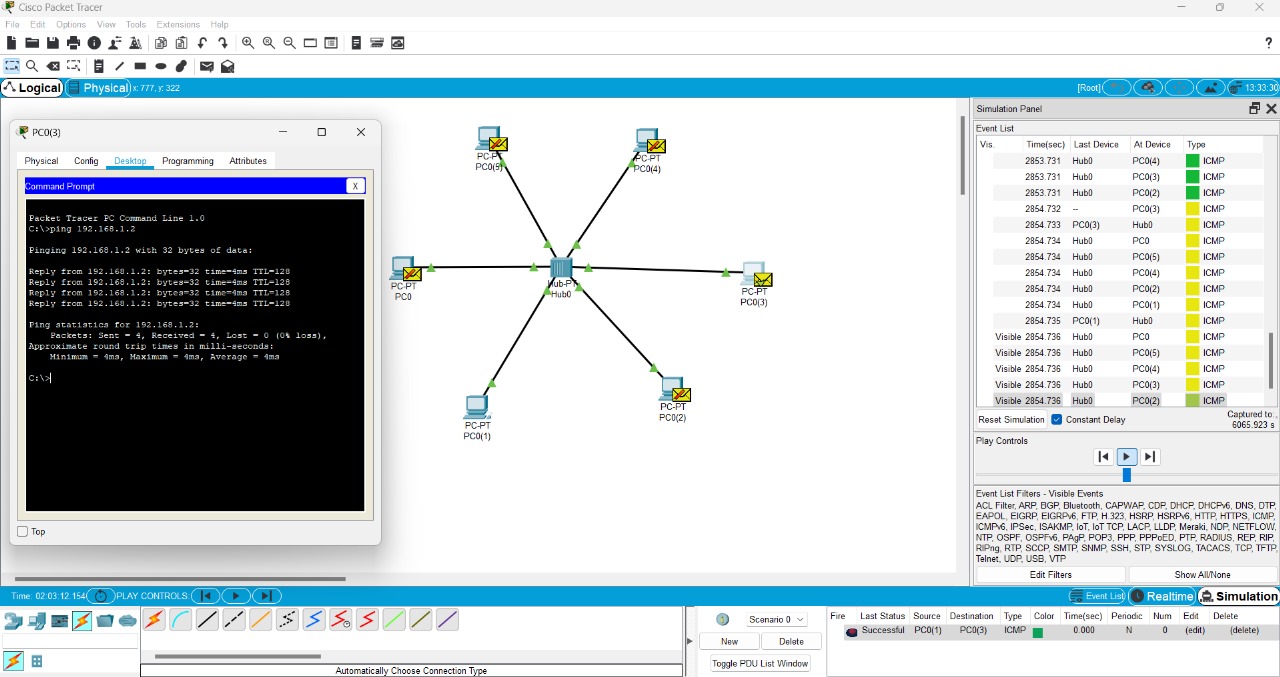 Cisco Packet Tracer
File Edit Options View Tools Extensions Help
?
Logical Physical x: 777, y: 322 [Root] 13:33:30
PC0(3)
Physical Config Desktop Programming Attributes
Command Prompt X
Packet Tracer PC Command Line 1.0
C:\>ping 192.168.1.2
Pinging 192.168.1.2 with 32 bytes of data:
Reply from 192.168.1.2: bytes=32 time=4ms TTL=128
Reply from 192.168.1.2: bytes=32 time=4ms TTL=128
Reply from 192.168.1.2: bytes=32 time=4ms TTL=128
Reply from 192.168.1.2: bytes=32 time=4ms TTL=128
Ping statistics for 192.168.1.2:
Packets: Sent = 4, Received = 4, Lost = 0 (0% loss),
Approximate round trip times in milli-seconds:
Minimum = 4ms, Maximum = 4ms, Average = 4ms
C:\>
Top
PC-PT
PC0(5)
PC-PT
PC0(4)
PC-PT
PC0
Hub-PT
Hub0
PC-PT
PC0(3)
PC-PT
PC0(1)
PC-PT
PC0(2)
Simulation Panel
Event List
Vis. Time(sec) Last Device At Device Type
2853.731 Hub0 PC0(4) ICMP
2853.731 Hub0 PC0(3) ICMP
2853.731 Hub0 PC0(2) ICMP
2854.732 -- PC0(3) ICMP
2854.733 PC0(3) Hub0 ICMP
2854.734 Hub0 PC0 ICMP
2854.734 Hub0 PC0(5) ICMP
2854.734 Hub0 PC0(4) ICMP
2854.734 Hub0 PC0(2) ICMP
2854.734 Hub0 PC0(1) ICMP
2854.735 PC0(1) Hub0 ICMP
Visible 2854.736 Hub0 PC0 ICMP
Visible 2854.736 Hub0 PC0(5) ICMP
Visible 2854.736 Hub0 PC0(4) ICMP
Visible 2854.736 Hub0 PC0(3) ICMP
Visible 2854.736 Hub0 PC0(2) ICMP
Reset Simulation Constant Delay Captured to:
6065.923 s
Play Controls
Event List Filters - Visible Events
ACL Filter, ARP, BGP, Bluetooth, CAPWAP, CDP, DHCP, DHCPv6, DNS, DTP,
EAPOL, EIGRP, EIGRPv6, FTP, H.323, HSRP, HSRPv6, HTTP, HTTPS, ICMP,
ICMPv6, IPSec, ISAKMP, IoT, IoT TCP, LACP, LLDP, Meraki, NDP, NETFLOW,
NTP, OSPF, OSPFv6, PAgP, POP3, PPP, PPPoED, PTP, RADIUS, REP, RIP,
RIPng, RTP, SCCP, SMTP, SNMP, SSH, STP, SYSLOG, TACACS, TCP, TFTP,
Telnet, UDP, USB, VTP
Edit Filters Show All/None
Time: 02:03:12.154 PLAY CONTROLS: Event List Realtime Simulation
Automatically Choose Connection Type
Scenario 0
New Delete
Toggle PDU List Window
Fire Last Status Source Destination Type Color Time(sec) Periodic Num Edit Delete
Successful PC0(1) PC0(3) ICMP 0.000 N 0 (edit) (delete)